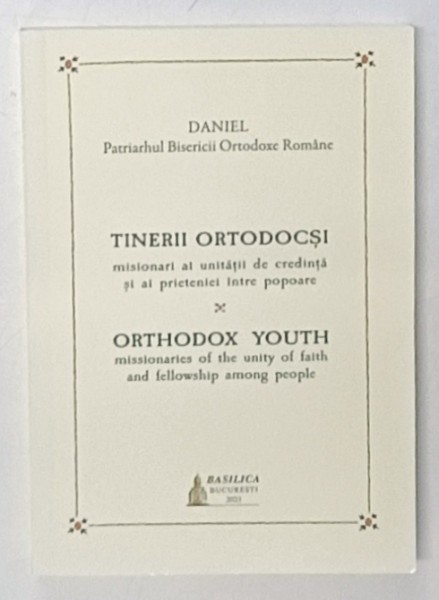 DANIEL
Patriarhul Bisericii Ortodoxe Române
TINERII ORTODOCȘI
misionari ai unității de credință
și ai prieteniei între popoare
ORTHODOX YOUTH
missionaries of the unity of faith
and fellowship among people
BASILICA
BUCUREȘTI